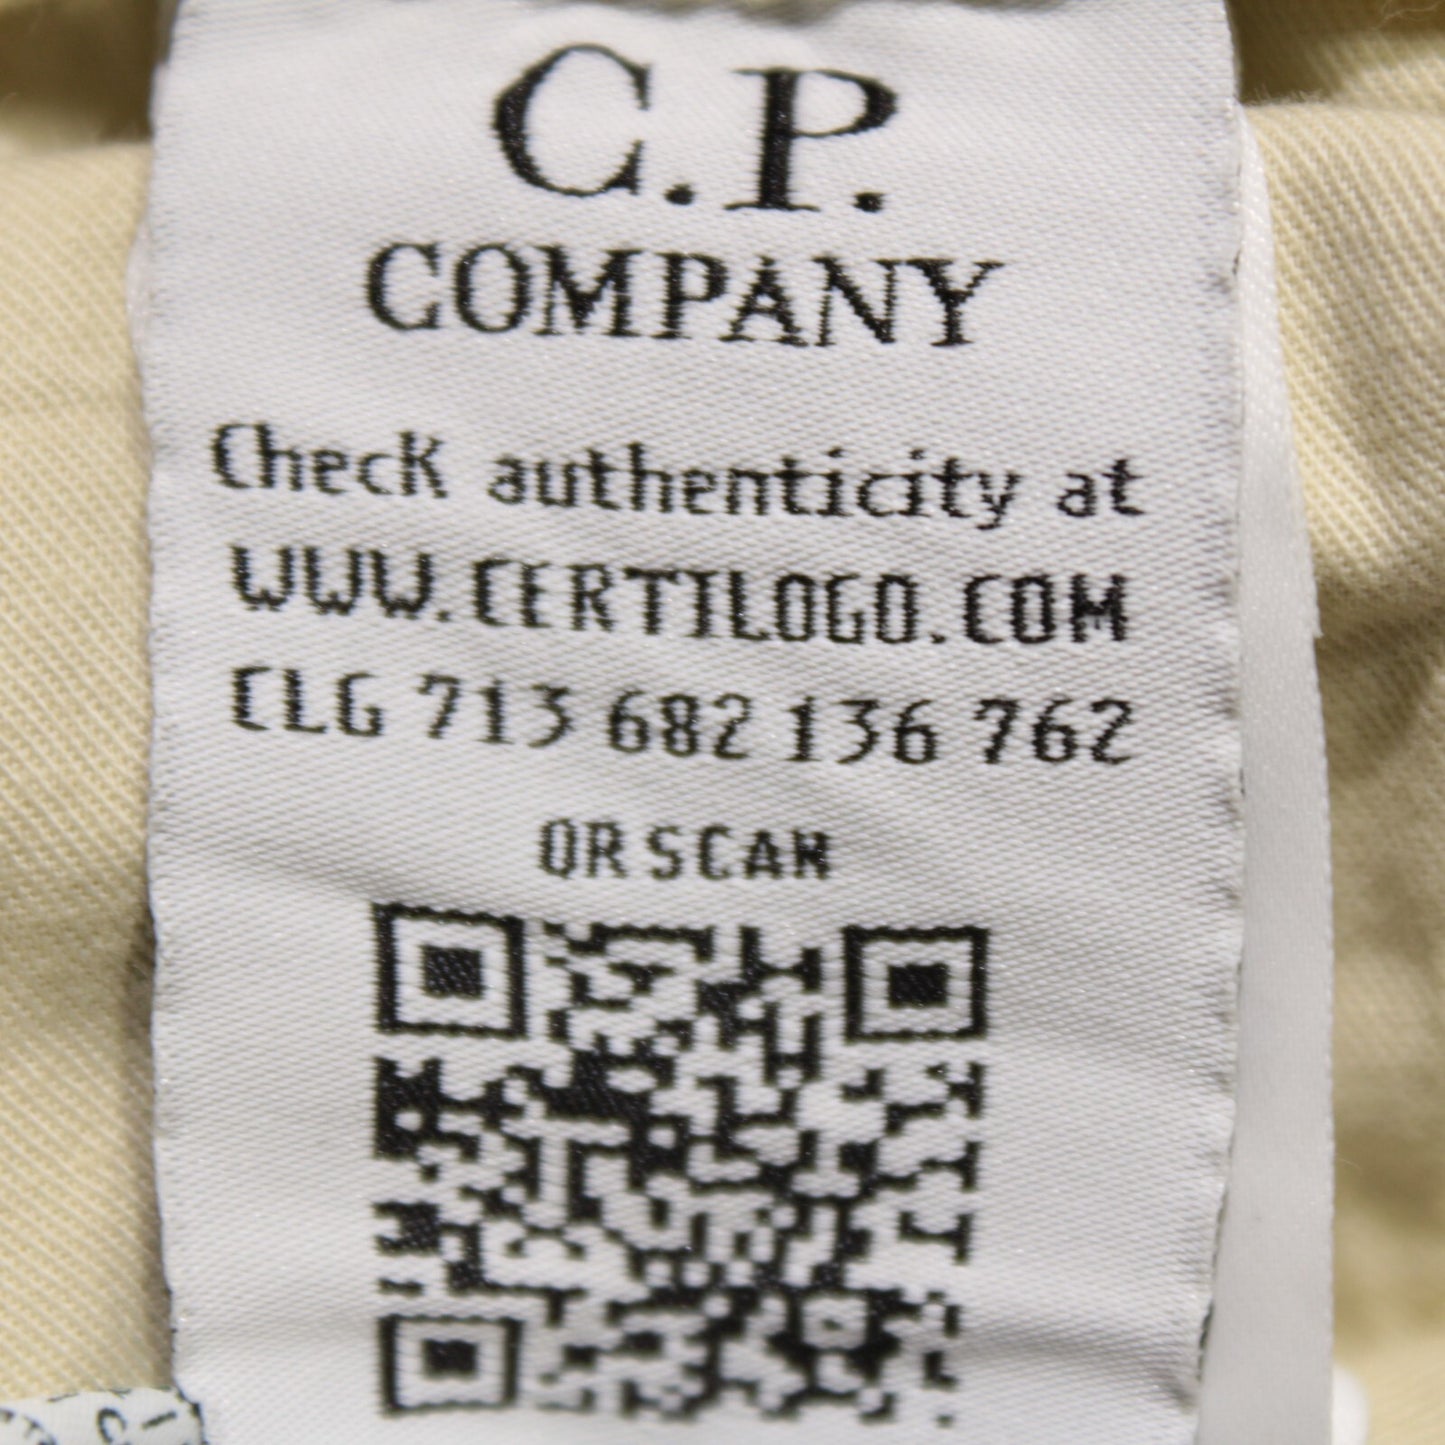 C.P.
COMPANY
Check authenticity at
WWW.CERTILOGO.COM
CLG 713 682 136 762
OR SCAN